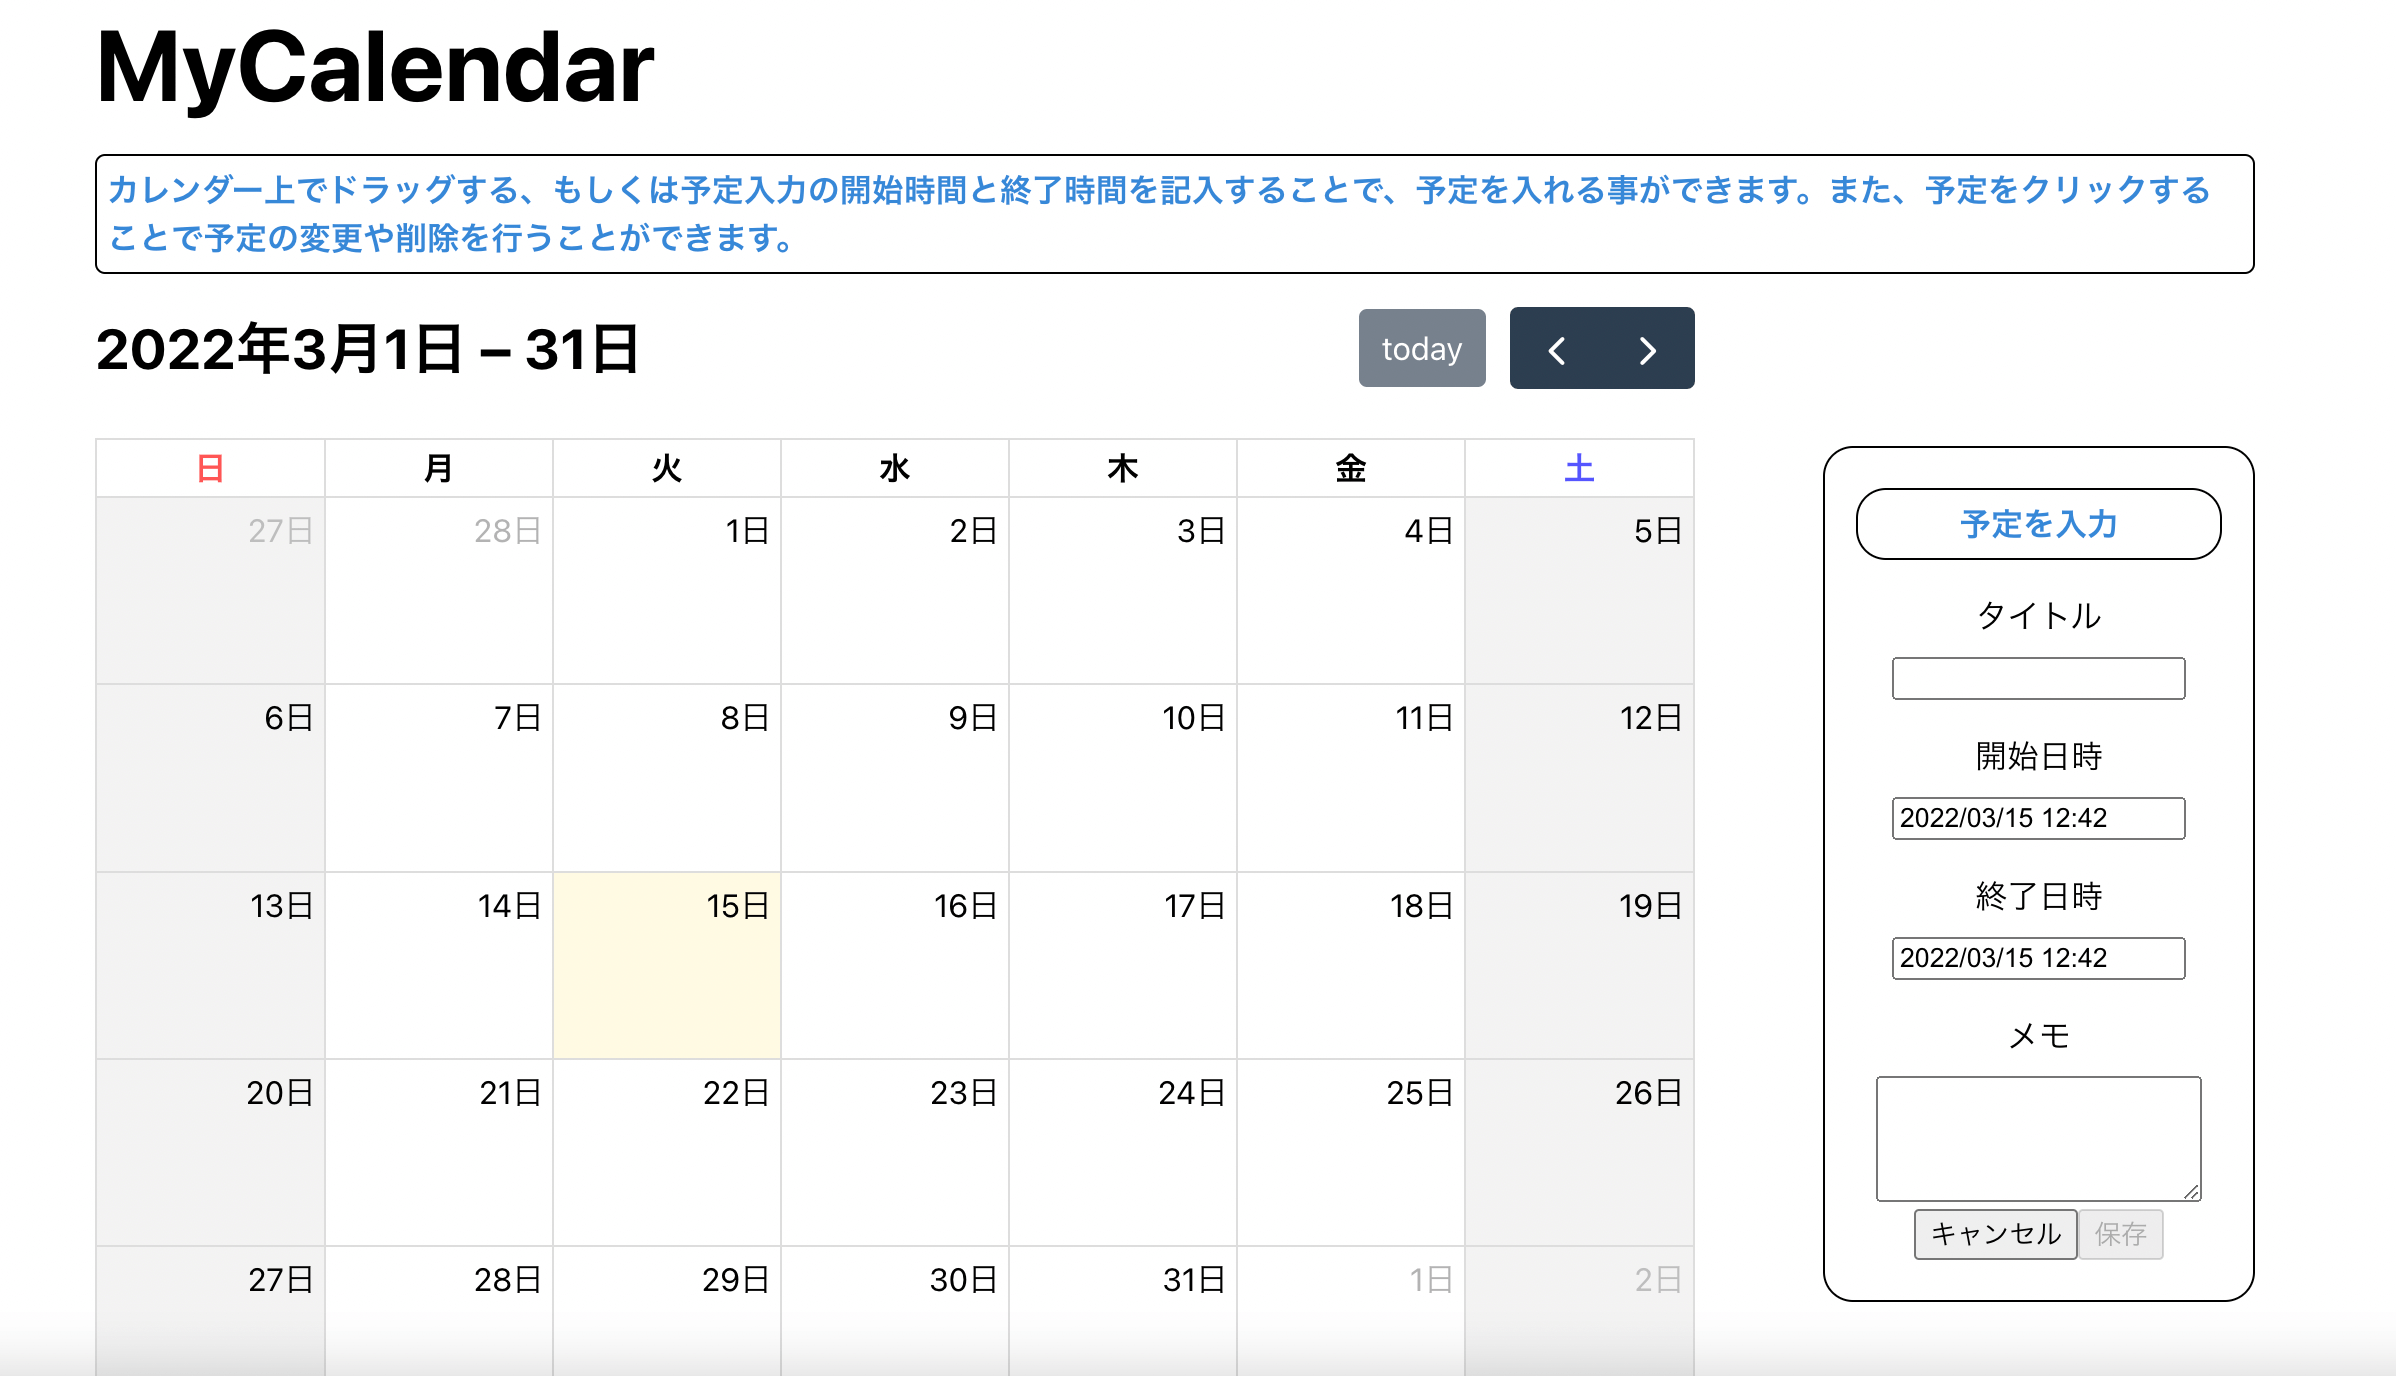 MyCalendar
カレンダー上でドラッグする、もしくは予定入力の開始時間と終了時間を記入することで、予定を入れる事ができます。また、予定をクリックする
ことで予定の変更や削除を行うことができます。
2022年3月1日 – 31日
today
日 月 火 水 木 金 土
27日 28日 1日 2日 3日 4日 5日
6日 7日 8日 9日 10日 11日 12日
13日 14日 15日 16日 17日 18日 19日
20日 21日 22日 23日 24日 25日 26日
27日 28日 29日 30日 31日 1日 2日
予定を入力
タイトル
開始日時
2022/03/15 12:42
終了日時
2022/03/15 12:42
メモ
キャンセル 保存